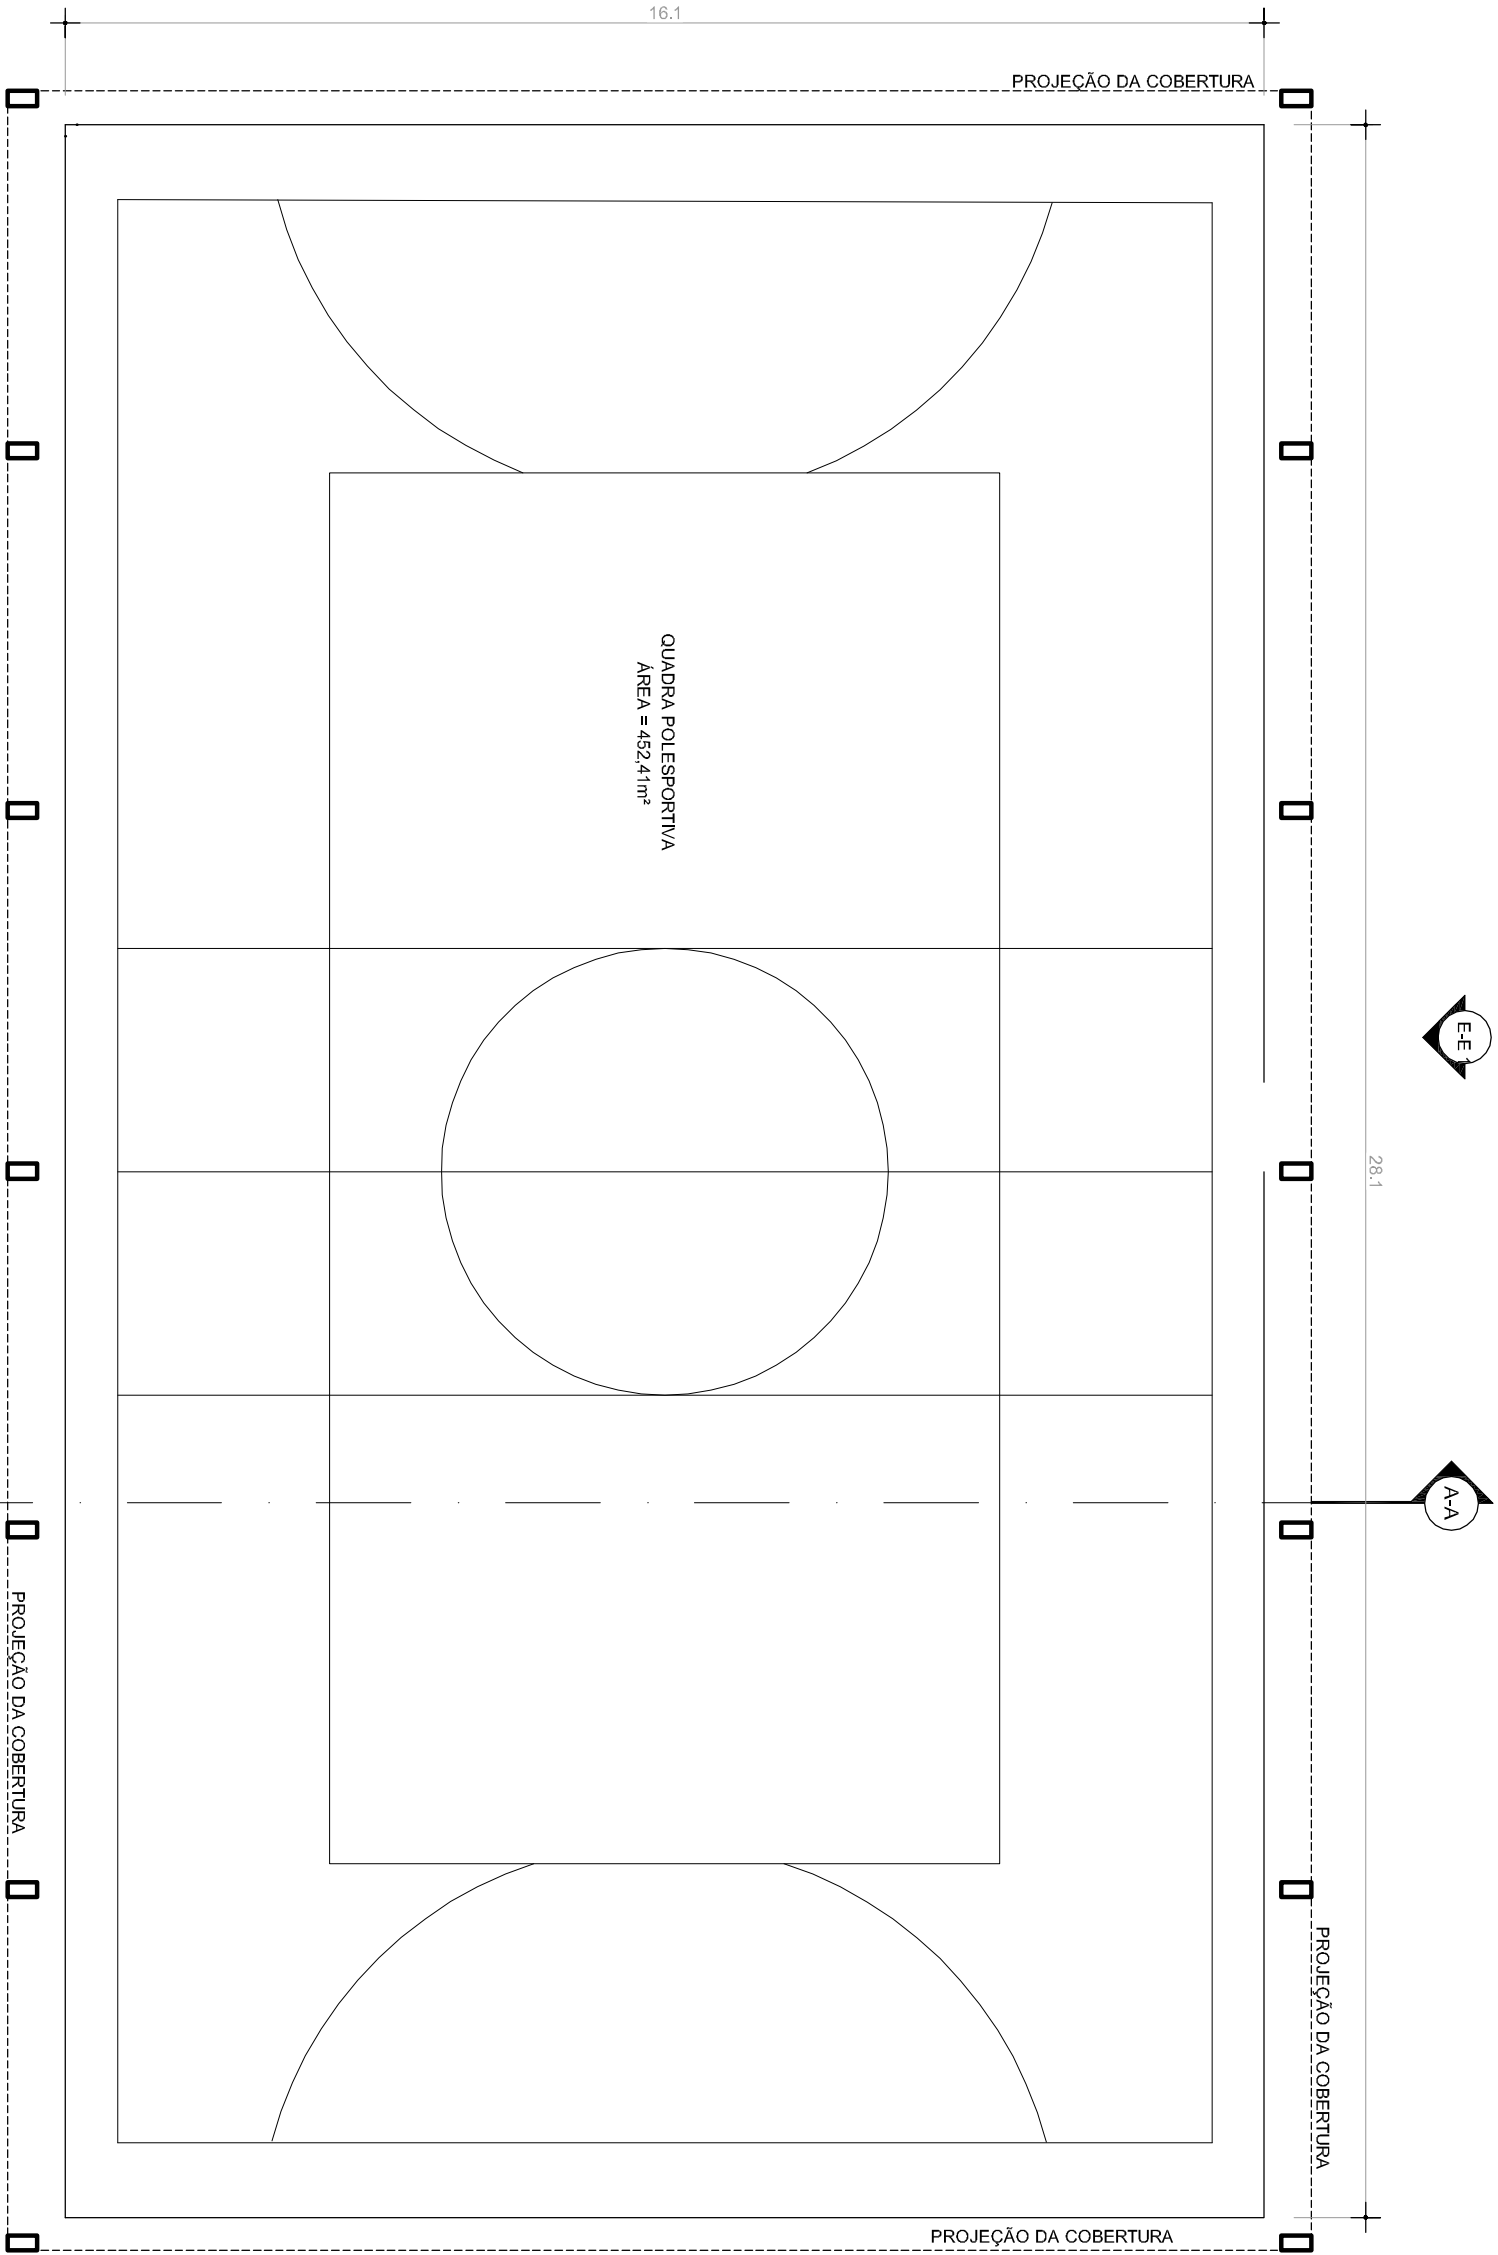 16.1
PROJEÇÃO DA COBERTURA
QUADRA POLESPORTIVA
ÁREA = 452,41m²
E-E
28.1
A-A
PROJEÇÃO DA COBERTURA
PROJEÇÃO DA COBERTURA
PROJEÇÃO DA COBERTURA